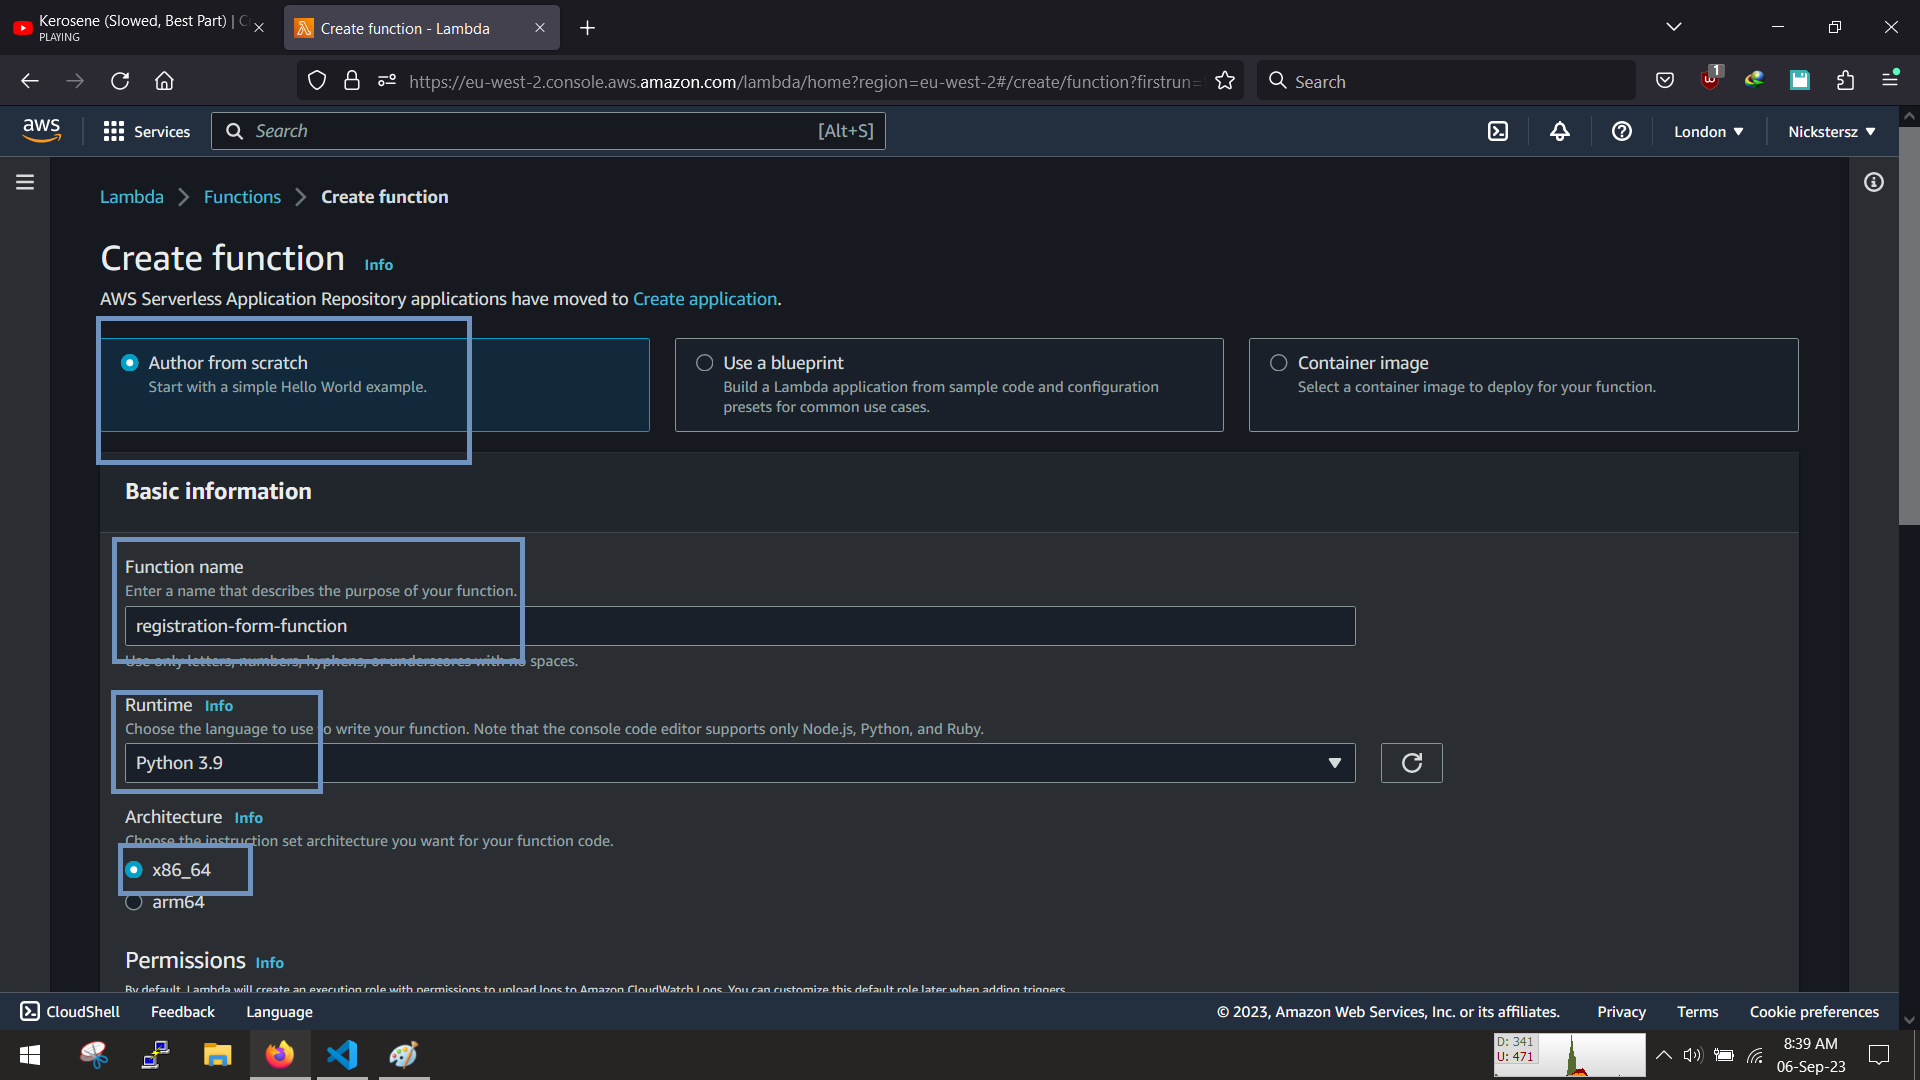 Kerosene (Slowed, Best Part) | C
PLAYING
Create function - Lambda
https://eu-west-2.console.aws.amazon.com/lambda/home?region=eu-west-2#/create/function?firstrun=
Search
1
aws
Services
Search
[Alt+S]
London
Nickstersz
Lambda
Functions
Create function
Create function
Info
AWS Serverless Application Repository applications have moved to Create application.
Author from scratch
Start with a simple Hello World example.
Use a blueprint
Build a Lambda application from sample code and configuration
presets for common use cases.
Container image
Select a container image to deploy for your function.
Basic information
Function name
Enter a name that describes the purpose of your function.
registration-form-function
Use only letters, numbers, hyphens, or underscores with no spaces.
Runtime Info
Choose the language to use to write your function. Note that the console code editor supports only Node.js, Python, and Ruby.
Python 3.9
Architecture Info
Choose the instruction set architecture you want for your function code.
x86_64
arm64
Permissions Info
By default, Lambda will create an execution role with permissions to upload logs to Amazon CloudWatch Logs. You can customize this default role later when adding triggers.
CloudShell
Feedback
Language
© 2023, Amazon Web Services, Inc. or its affiliates.
Privacy
Terms
Cookie preferences
D: 341
U: 471
8:39 AM
06-Sep-23